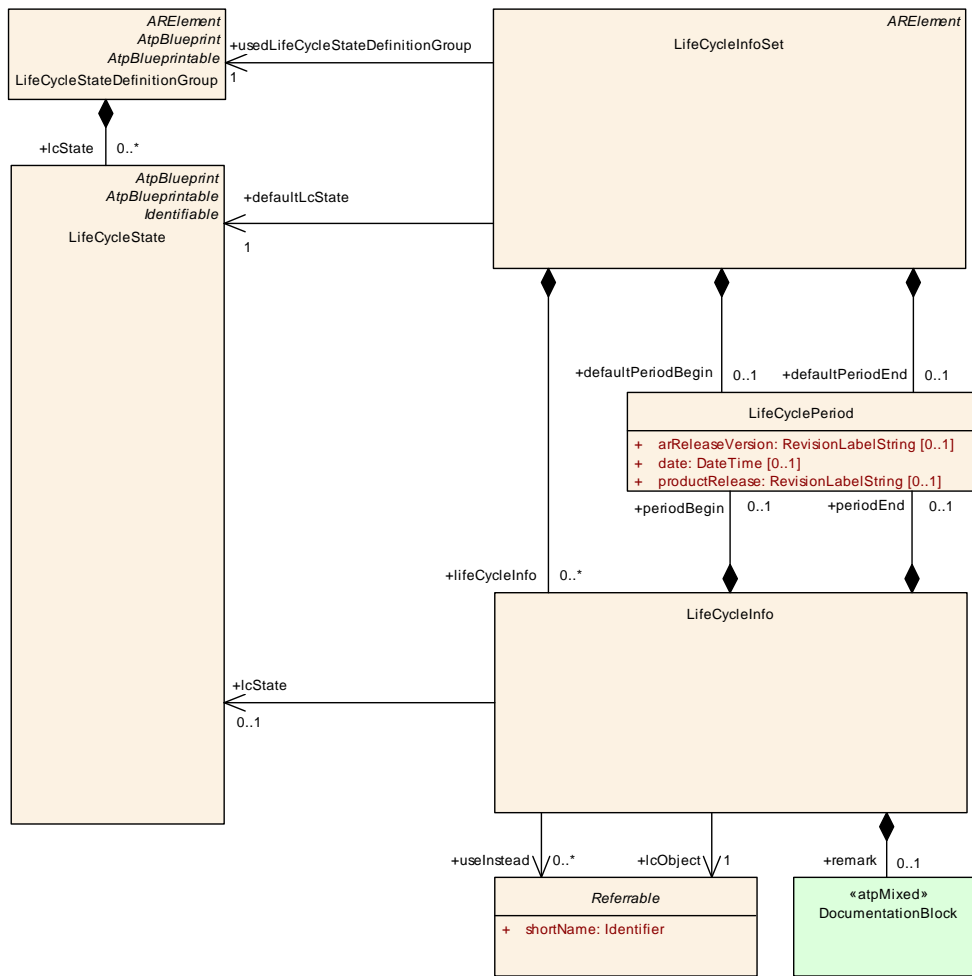 ARElement
AtpBlueprint
AtpBlueprintable
LifeCycleStateDefinitionGroup
+usedLifeCycleStateDefinitionGroup
1
ARElement
LifeCycleInfoSet
+lcState
0..*
AtpBlueprint
AtpBlueprintable
Identifiable
LifeCycleState
+defaultLcState
1
+defaultPeriodBegin
0..1
+defaultPeriodEnd
0..1
LifeCyclePeriod
+ arReleaseVersion: RevisionLabelString [0..1]
+ date: DateTime [0..1]
+ productRelease: RevisionLabelString [0..1]
+periodBegin
0..1
+periodEnd
0..1
+lifeCycleInfo
0..*
LifeCycleInfo
+lcState
0..1
+useInstead
0..*
+lcObject
1
+remark
0..1
Referrable
+ shortName: Identifier
«atpMixed»
DocumentationBlock